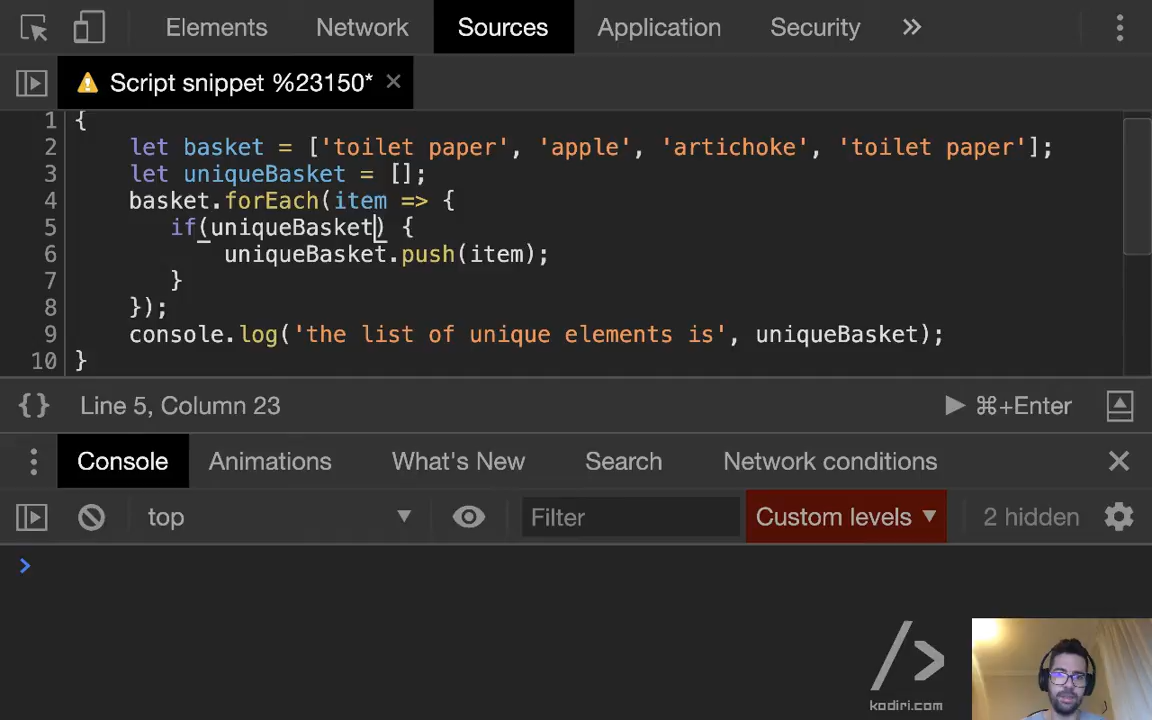 Elements Network Sources Application Security »
Script snippet %23150* ×
1 {
2 let basket = ['toilet paper', 'apple', 'artichoke', 'toilet paper'];
3 let uniqueBasket = [];
4 basket.forEach(item => {
5 if(uniqueBasket) {
6 uniqueBasket.push(item);
7 }
8 });
9 console.log('the list of unique elements is', uniqueBasket);
10 }
{} Line 5, Column 23 ⌘+Enter
Console Animations What's New Search Network conditions
top Filter Custom levels 2 hidden
>
/>
kodiri.com